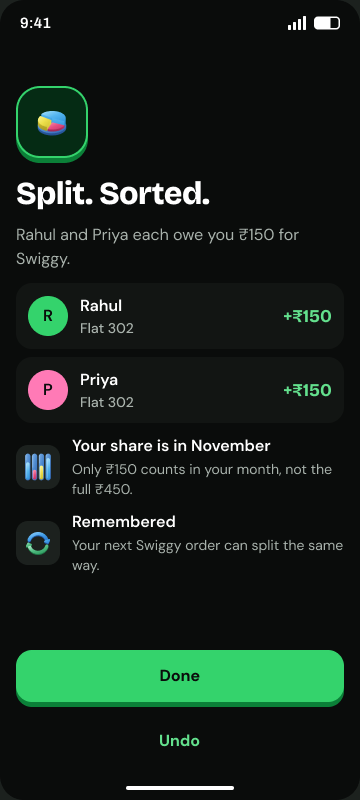 9:41
Split. Sorted.
Rahul and Priya each owe you ₹150 for
Swiggy.
R
Rahul
Flat 302
+₹150
P
Priya
Flat 302
+₹150
Your share is in November
Only ₹150 counts in your month, not the
full ₹450.
Remembered
Your next Swiggy order can split the same
way.
Done
Undo